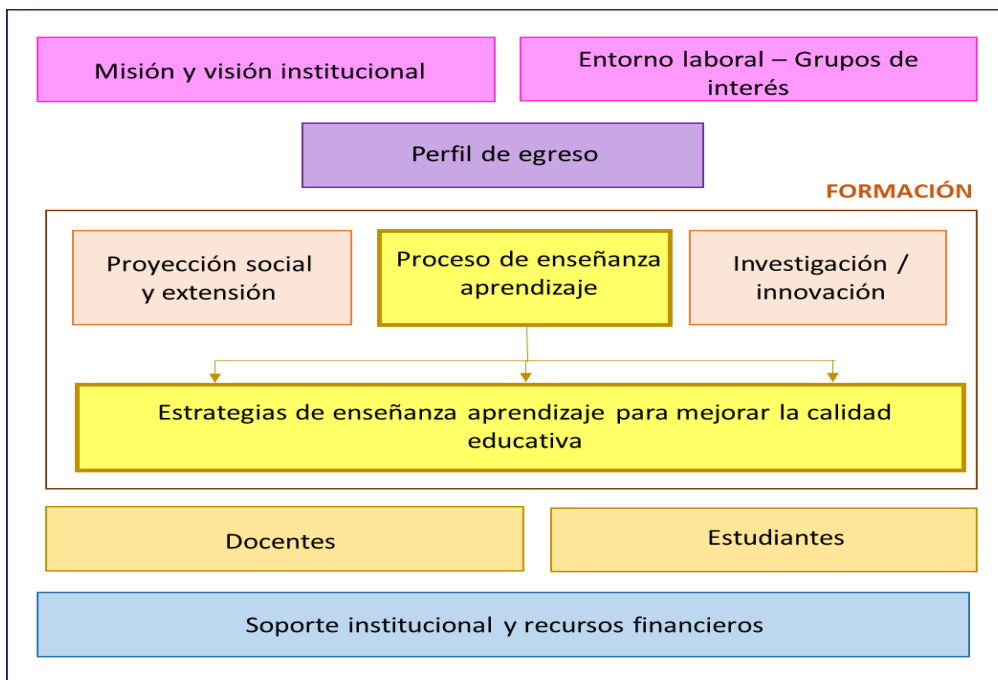 Misión y visión institucional
Entorno laboral – Grupos de
interés
Perfil de egreso
FORMACIÓN
Proyección social
y extensión
Proceso de enseñanza
aprendizaje
Investigación /
innovación
Estrategias de enseñanza aprendizaje para mejorar la calidad
educativa
Docentes
Estudiantes
Soporte institucional y recursos financieros